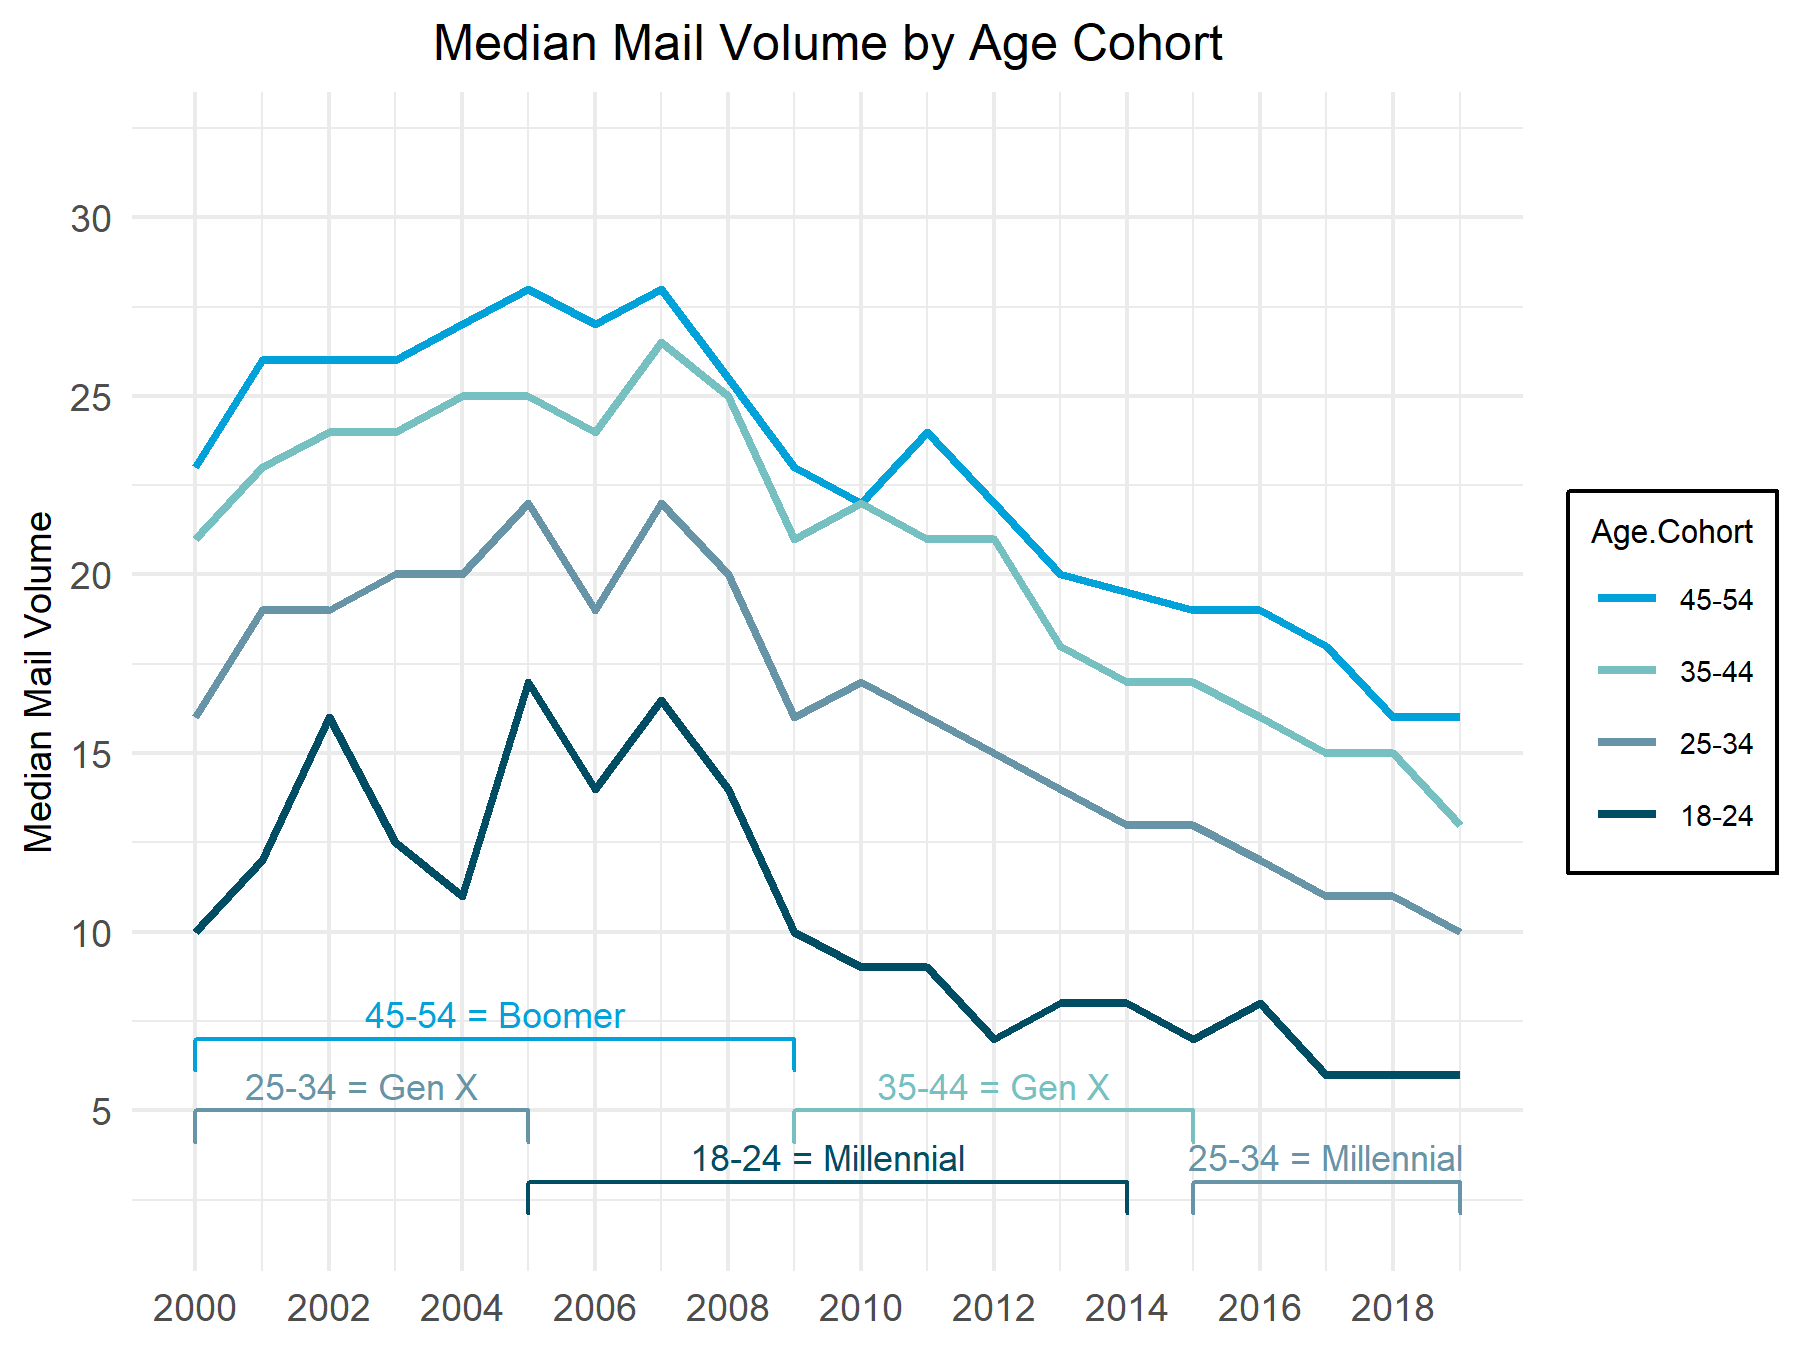 Median Mail Volume by Age Cohort
Median Mail Volume
30
25
20
15
10
5
45-54 = Boomer
25-34 = Gen X
35-44 = Gen X
18-24 = Millennial
25-34 = Millennial
2000 2002 2004 2006 2008 2010 2012 2014 2016 2018
Age.Cohort
45-54
35-44
25-34
18-24